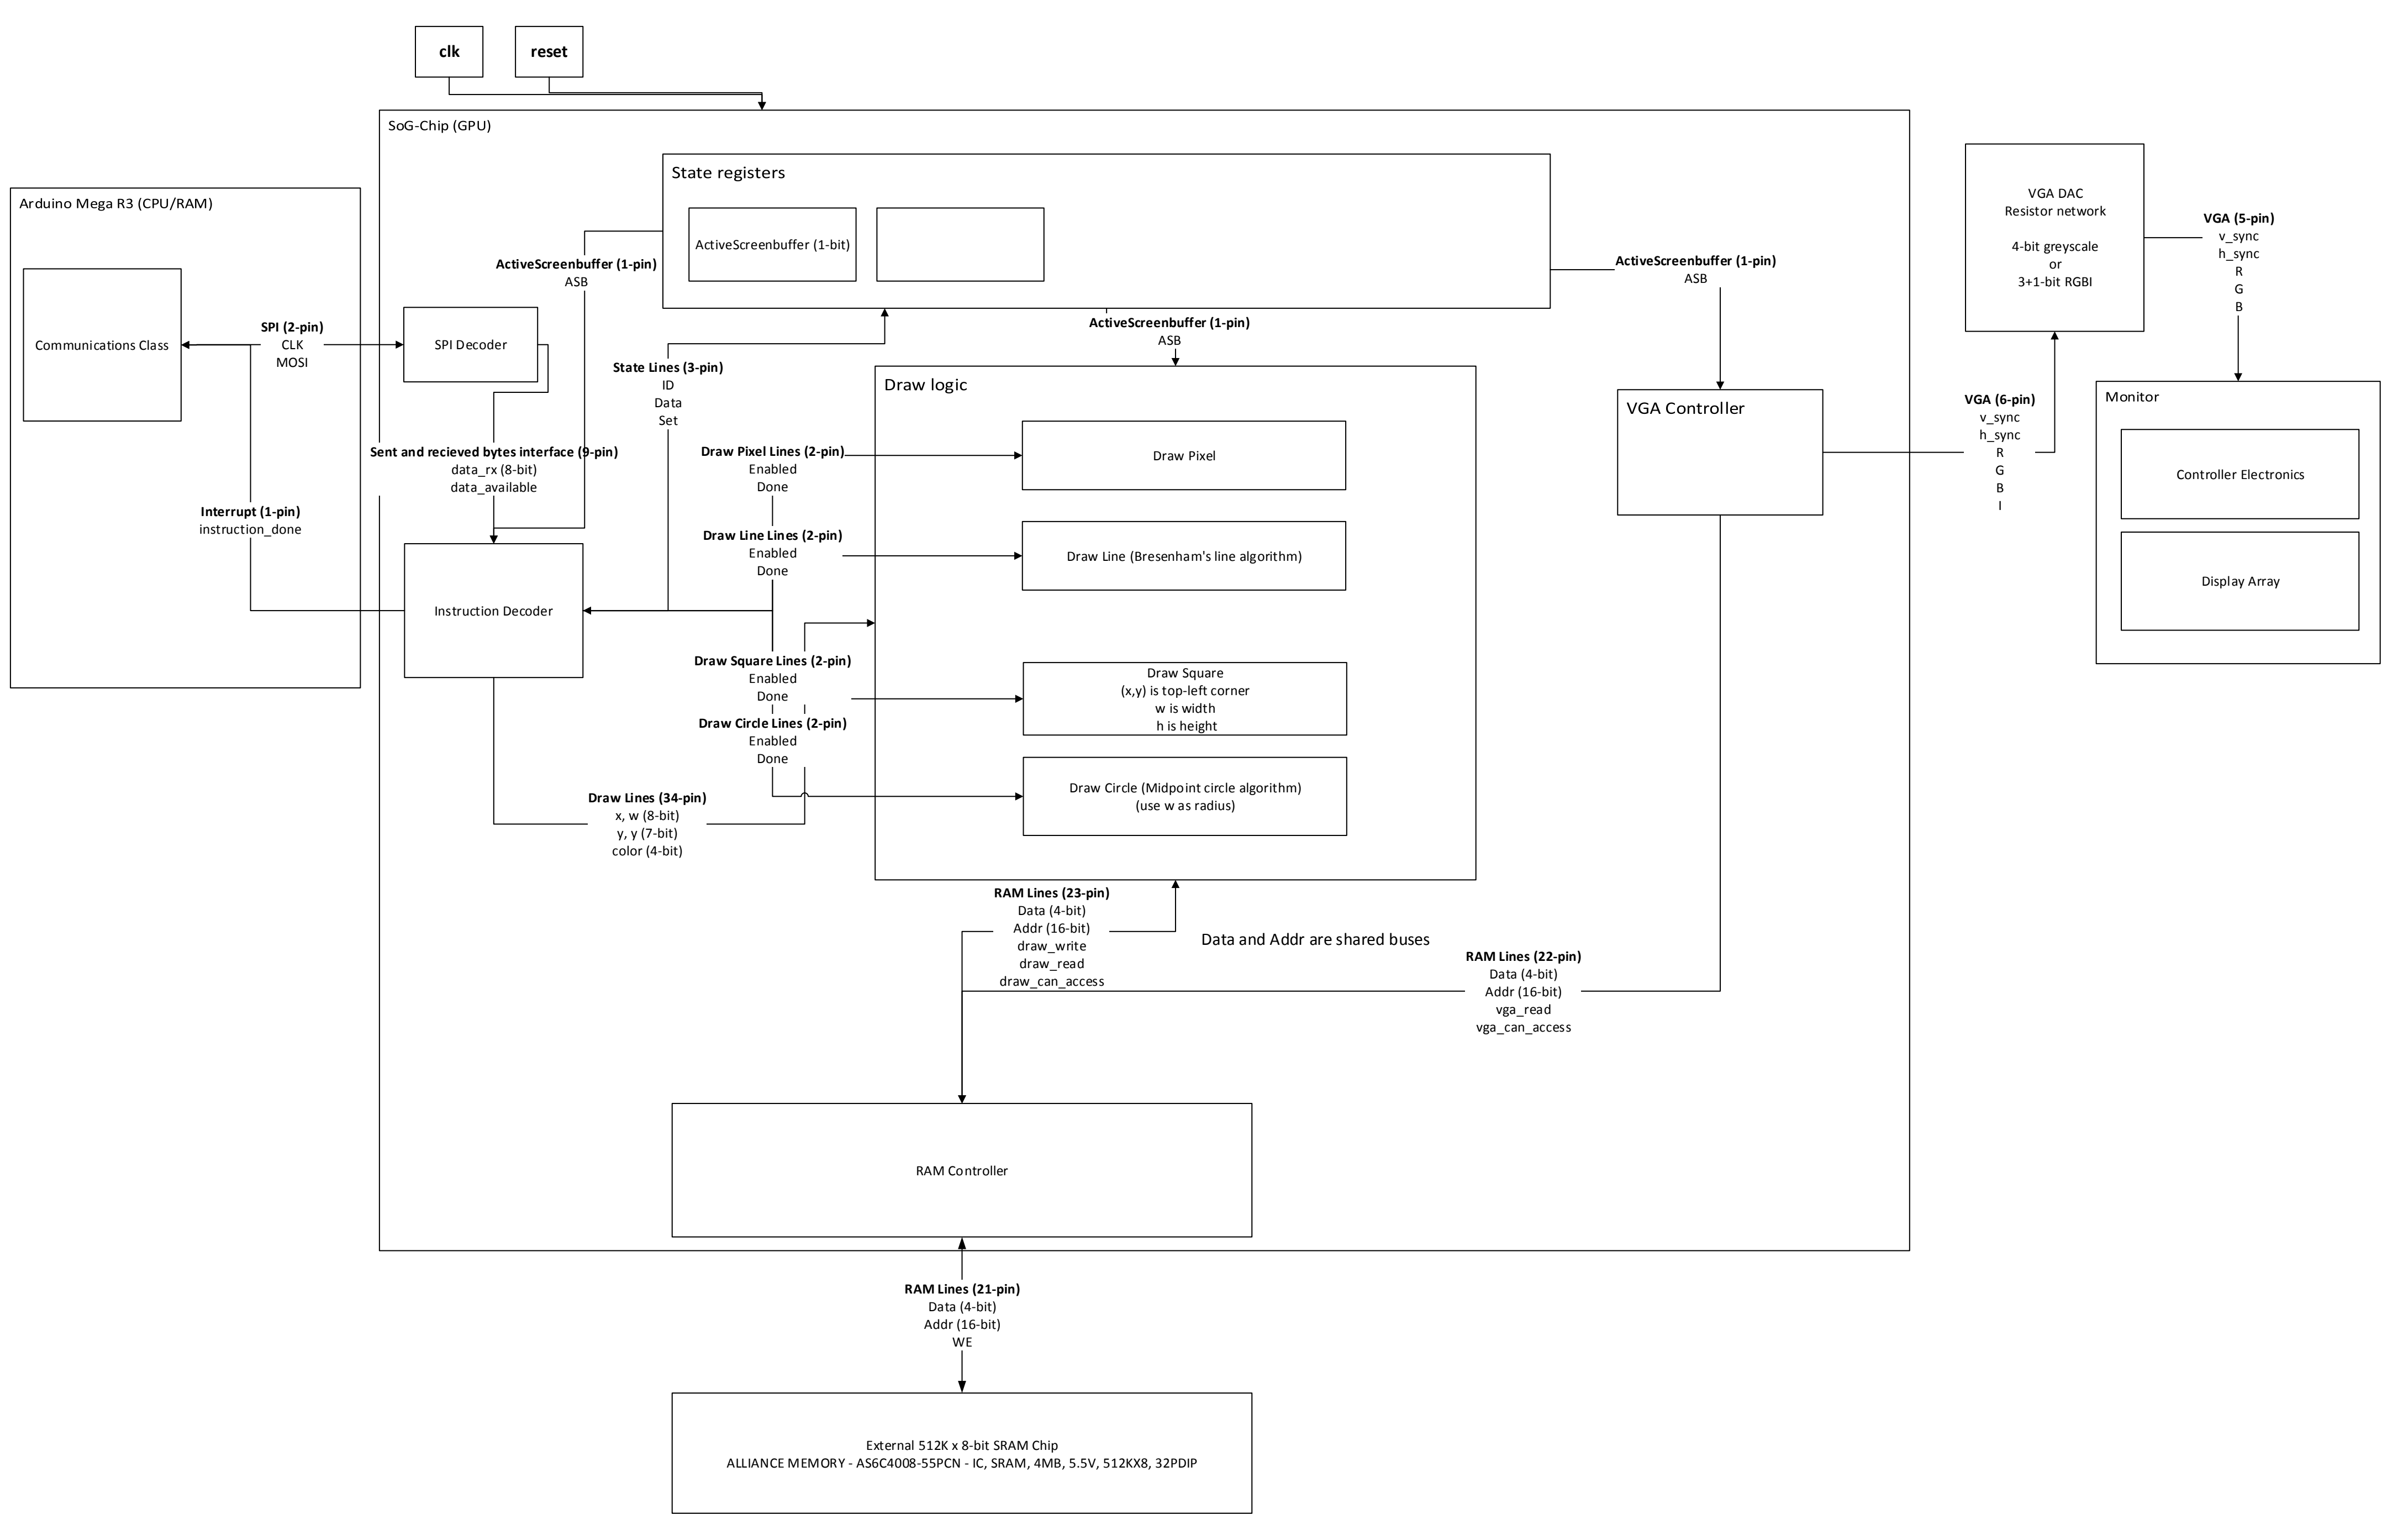 clk
reset
SoG-Chip (GPU)
State registers
ActiveScreenbuffer (1-bit)
Arduino Mega R3 (CPU/RAM)
Communications Class
SPI (2-pin)
CLK
MOSI
SPI Decoder
ActiveScreenbuffer (1-pin)
ASB
State Lines (3-pin)
ID
Data
Set
ActiveScreenbuffer (1-pin)
ASB
ActiveScreenbuffer (1-pin)
ASB
VGA DAC
Resistor network
4-bit greyscale
or
3+1-bit RGBI
VGA (5-pin)
v_sync
h_sync
R
G
B
Sent and recieved bytes interface (9-pin)
data_rx (8-bit)
data_available
Interrupt (1-pin)
instruction_done
Instruction Decoder
Draw logic
Draw Pixel Lines (2-pin)
Enabled
Done
Draw Pixel
Draw Line Lines (2-pin)
Enabled
Done
Draw Line (Bresenham's line algorithm)
Draw Square Lines (2-pin)
Enabled
Done
Draw Square
(x,y) is top-left corner
w is width
h is height
Draw Circle Lines (2-pin)
Enabled
Done
Draw Circle (Midpoint circle algorithm)
(use w as radius)
Draw Lines (34-pin)
x, w (8-bit)
y, y (7-bit)
color (4-bit)
VGA Controller
VGA (6-pin)
v_sync
h_sync
R
G
B
I
Monitor
Controller Electronics
Display Array
RAM Lines (23-pin)
Data (4-bit)
Addr (16-bit)
draw_write
draw_read
draw_can_access
Data and Addr are shared buses
RAM Lines (22-pin)
Data (4-bit)
Addr (16-bit)
vga_read
vga_can_access
RAM Controller
RAM Lines (21-pin)
Data (4-bit)
Addr (16-bit)
WE
External 512K x 8-bit SRAM Chip
ALLIANCE MEMORY - AS6C4008-55PCN - IC, SRAM, 4MB, 5.5V, 512KX8, 32PDIP